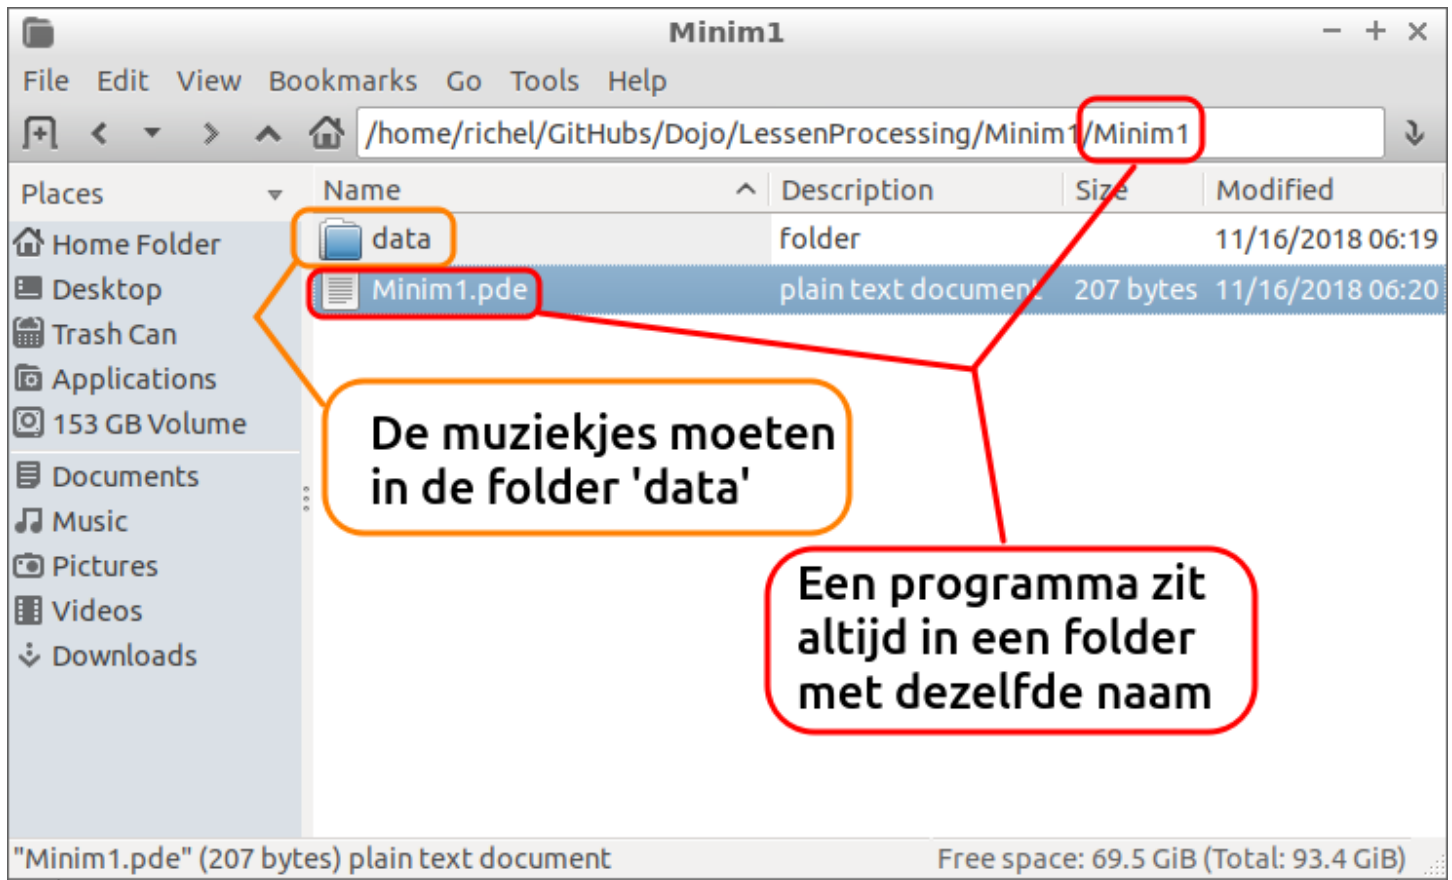 Minim1
File Edit View Bookmarks Go Tools Help
/home/richel/GitHubs/Dojo/LessenProcessing/Minim1/Minim1
Places
Name Description Size Modified
Home Folder
Desktop
Trash Can
Applications
153 GB Volume
Documents
Music
Pictures
Videos
Downloads
data folder 11/16/2018 06:19
Minim1.pde plain text document 207 bytes 11/16/2018 06:20
De muziekjes moeten
in de folder 'data'
Een programma zit
altijd in een folder
met dezelfde naam
"Minim1.pde" (207 bytes) plain text document Free space: 69.5 GiB (Total: 93.4 GiB)